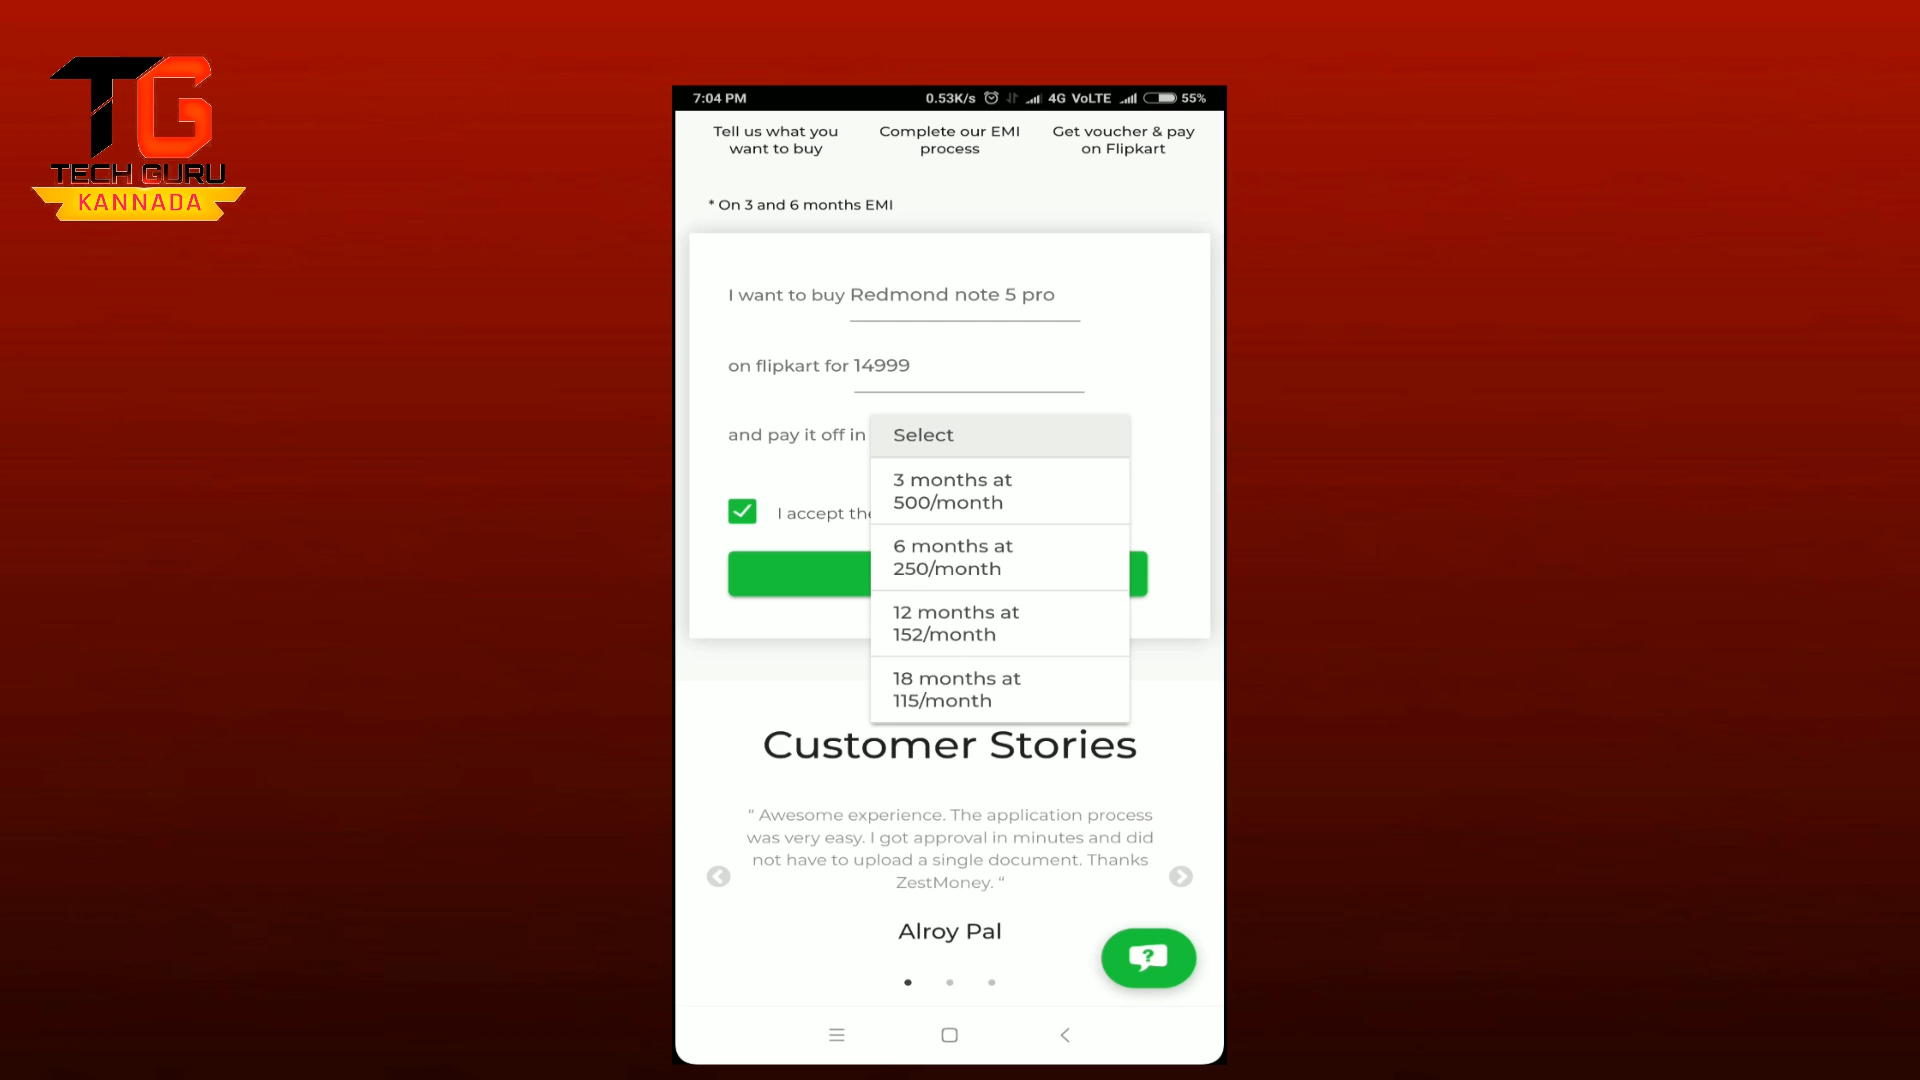 TG
TECH GURU
KANNADA
7:04 PM 0.53K/s 4G VoLTE 55%
Tell us what you
want to buy
Complete our EMI
process
Get voucher & pay
on Flipkart
* On 3 and 6 months EMI
I want to buy Redmond note 5 pro
on flipkart for 14999
and pay it off in
Select
3 months at
500/month
6 months at
250/month
12 months at
152/month
18 months at
115/month
I accept the
Customer Stories
“ Awesome experience. The application process
was very easy. I got approval in minutes and did
not have to upload a single document. Thanks
ZestMoney. “
Alroy Pal
?